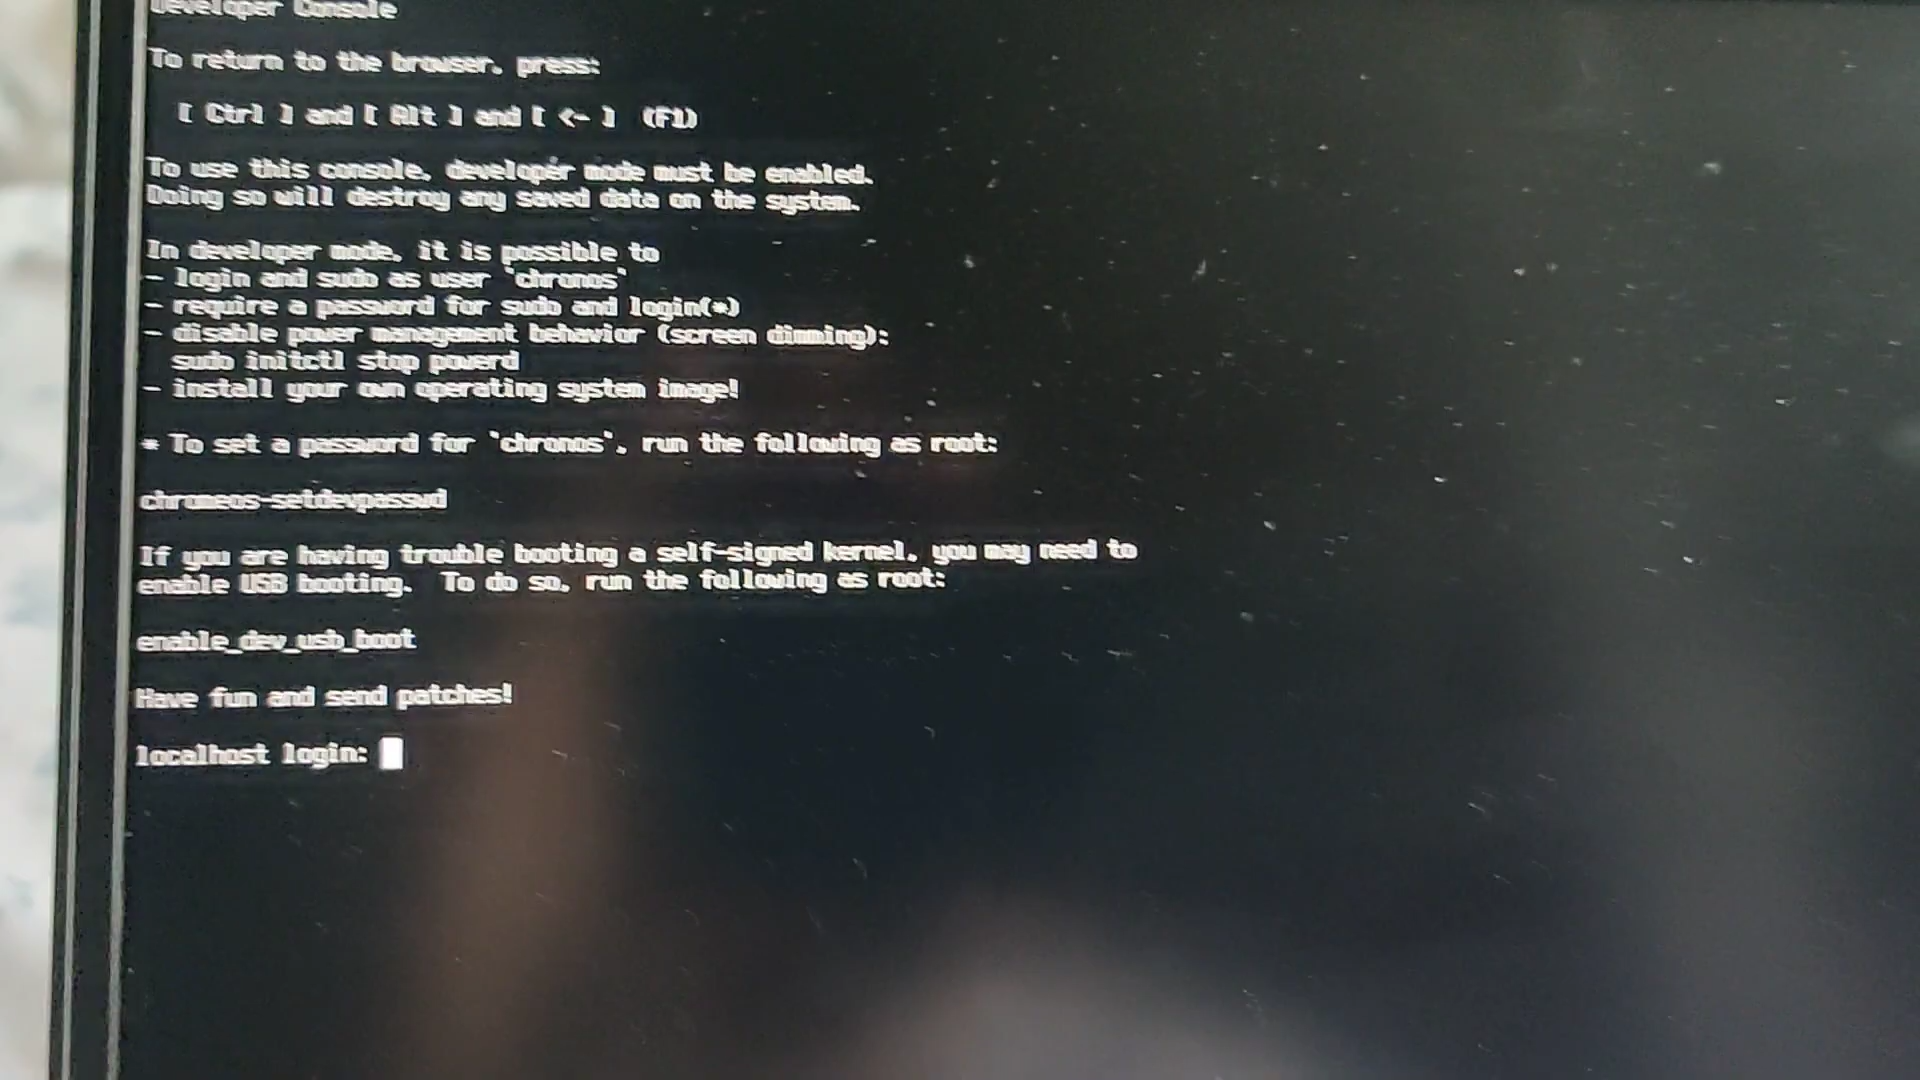 Developer Console
To return to the browser, press:
[ Ctrl ] and [ Alt ] and [ <- ] (F1)
To use this console, developer mode must be enabled.
Doing so will destroy any saved data on the system.
In developer mode, it is possible to
- login and sudo as user `chronos`
- require a password for sudo and login(*)
- disable power management behavior (screen dimming):
sudo initctl stop powerd
- install your own operating system image!
* To set a password for `chronos`, run the following as root:
chromeos-setdevpasswd
If you are having trouble booting a self-signed kernel, you may need to
enable USB booting. To do so, run the following as root:
enable_dev_usb_boot
Have fun and send patches!
localhost login: